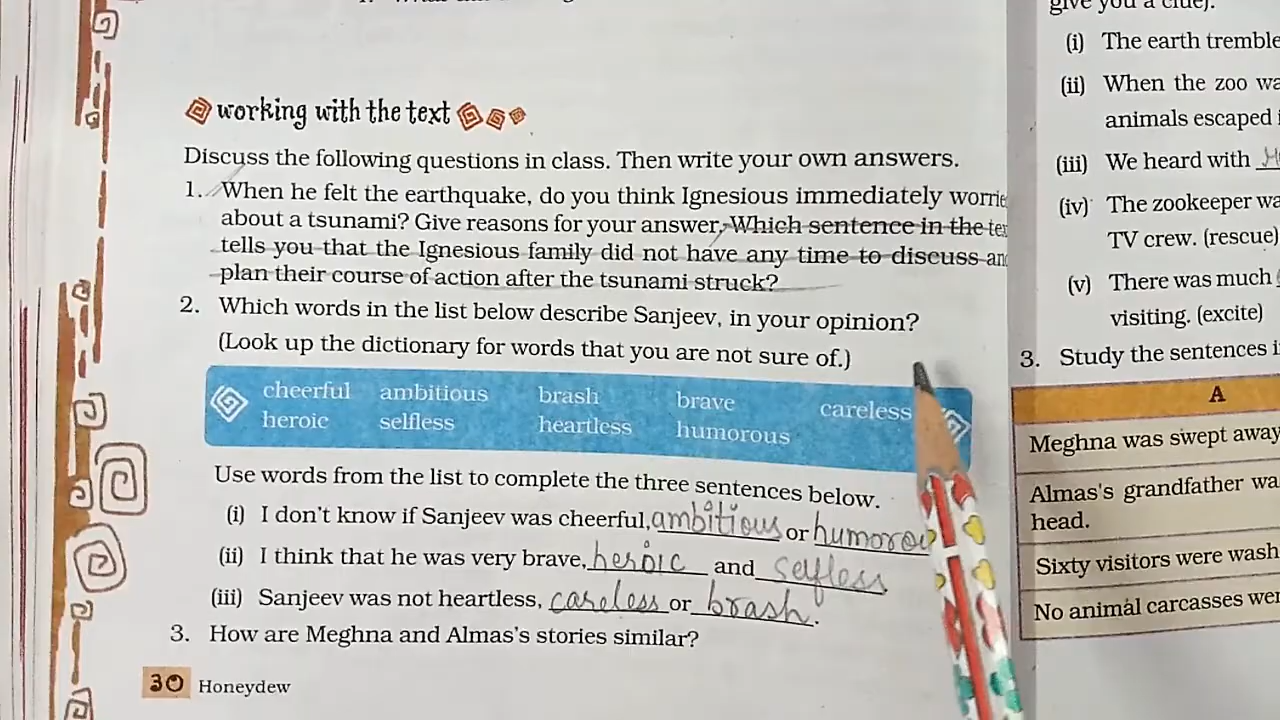 give you a clue).
working with the text
Discuss the following questions in class. Then write your own answers.
1. When he felt the earthquake, do you think Ignesious immediately worrie
about a tsunami? Give reasons for your answer. Which sentence in the te
tells you that the Ignesious family did not have any time to discuss an
plan their course of action after the tsunami struck?
2. Which words in the list below describe Sanjeev, in your opinion?
(Look up the dictionary for words that you are not sure of.)
cheerful ambitious brash brave careless
heroic selfless heartless humorous
Use words from the list to complete the three sentences below.
(i) I don't know if Sanjeev was cheerful, ambitious or humorou
(ii) I think that he was very brave, heroic and selfless
(iii) Sanjeev was not heartless, careless or brash.
3. How are Meghna and Almas's stories similar?
30 Honeydew
(i) The earth tremble
(ii) When the zoo wa
animals escaped i
(iii) We heard with
(iv) The zookeeper wa
TV crew. (rescue)
(v) There was much
visiting. (excite)
3. Study the sentences i
A
Meghna was swept away
Almas's grandfather wa
head.
Sixty visitors were wash
No animal carcasses wer